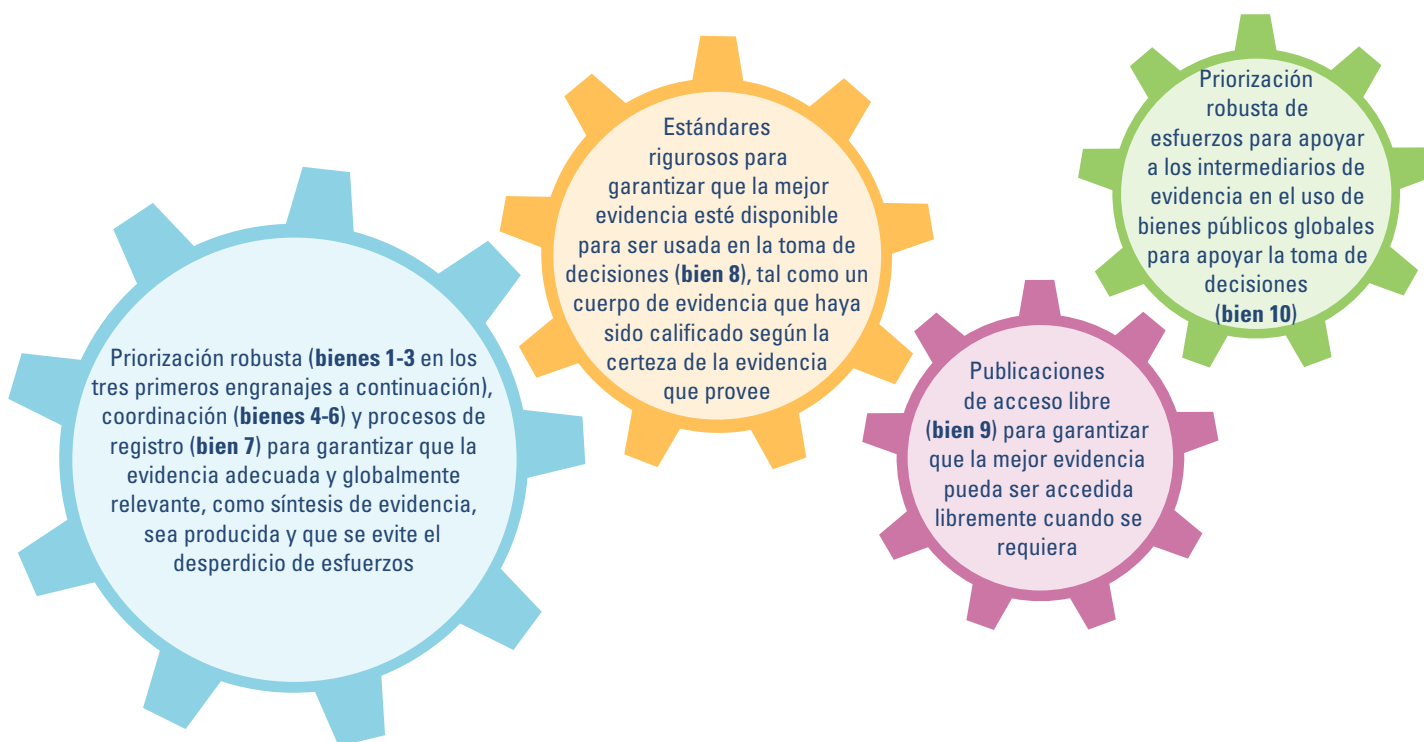 Priorización robusta (bienes 1-3 en los
tres primeros engranajes a continuación),
coordinación (bienes 4-6) y procesos de
registro (bien 7) para garantizar que la
evidencia adecuada y globalmente
relevante, como síntesis de evidencia,
sea producida y que se evite el
desperdicio de esfuerzos
Estándares
rigurosos para
garantizar que la mejor
evidencia esté disponible
para ser usada en la toma de
decisiones (bien 8), tal como un
cuerpo de evidencia que haya
sido calificado según la
certeza de la evidencia
que provee
Publicaciones
de acceso libre
(bien 9) para garantizar
que la mejor evidencia
pueda ser accedida
libremente cuando se
requiera
Priorización
robusta de
esfuerzos para apoyar
a los intermediarios de
evidencia en el uso de
bienes públicos globales
para apoyar la toma de
decisiones
(bien 10)